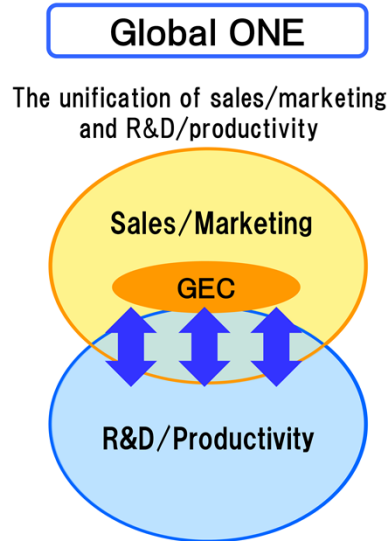 Global ONE
The unification of sales/marketing
and R&D/productivity
Sales/Marketing
GEC
R&D/Productivity